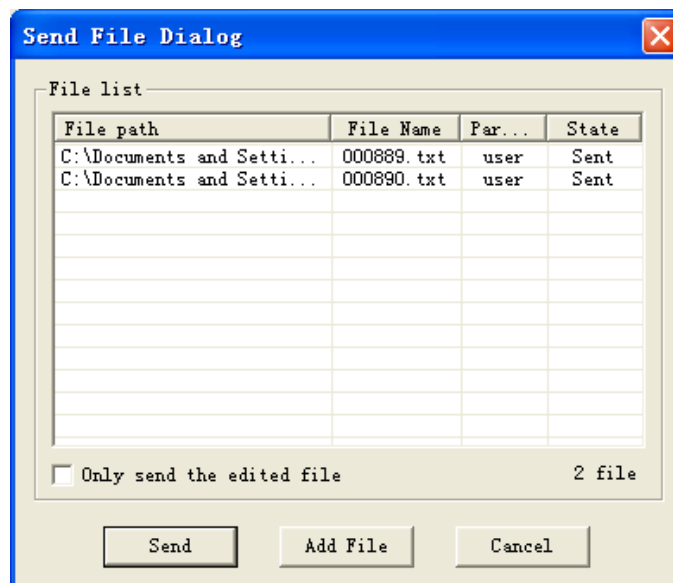 Send File Dialog
File list
File path File Name Par... State
C:\Documents and Setti... 000889.txt user Sent
C:\Documents and Setti... 000890.txt user Sent
Only send the edited file 2 file
Send Add File Cancel